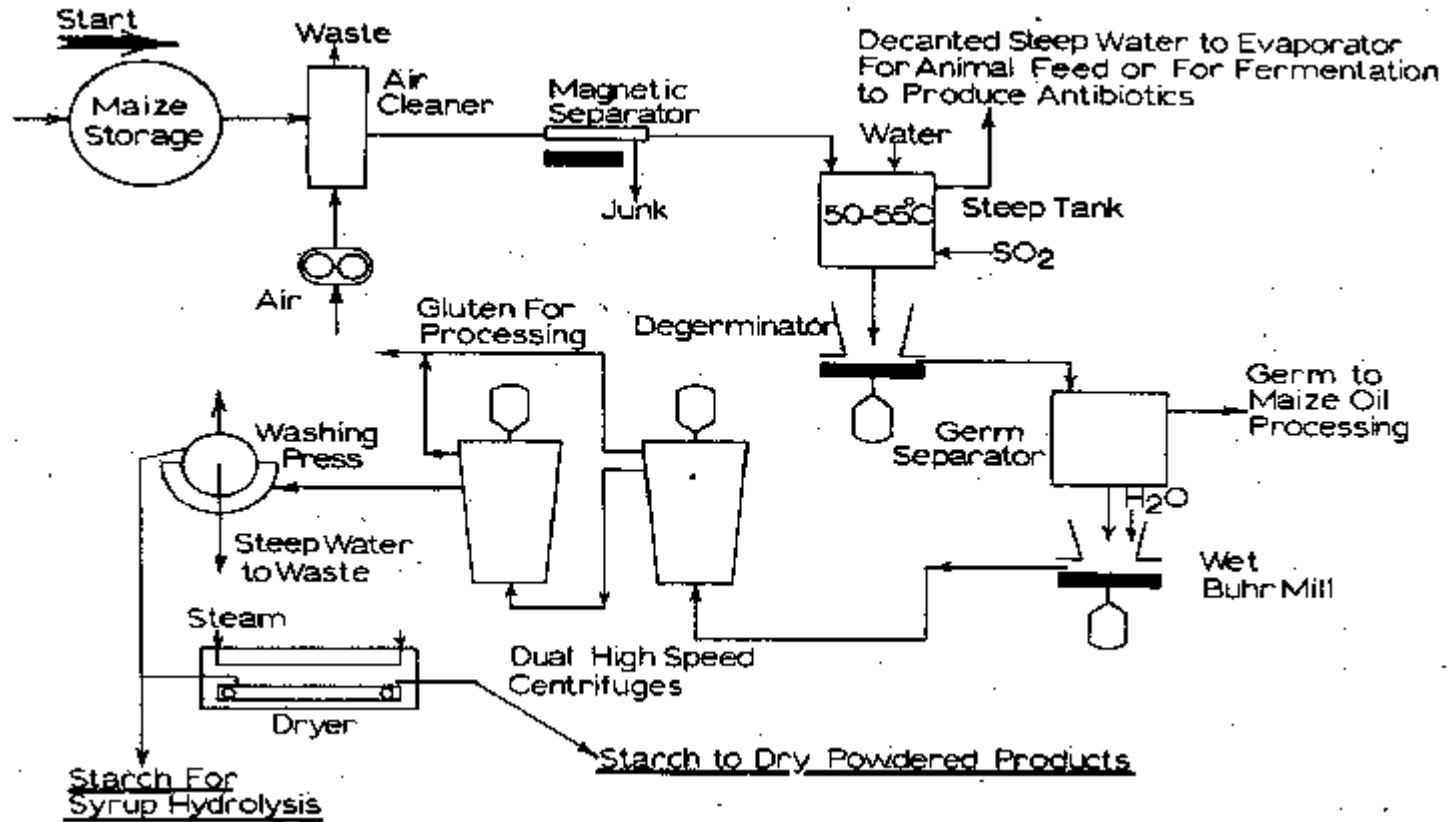 Start
Waste
Maize
Storage
Air
Cleaner
Magnetic
Separator
Junk
Air
Decanted Steep Water to Evaporator
For Animal Feed or For Fermentation
to Produce Antibiotics
Water
50-55°C
Steep Tank
SO2
Degerminator
Germ
Separator
Germ to
Maize Oil
Processing
H2O
Wet
Buhr Mill
Gluten For
Processing
Washing
Press
Steep Water
to Waste
Steam
Dryer
Dual High Speed
Centrifuges
Starch to Dry Powdered Products
Starch For
Syrup Hydrolysis